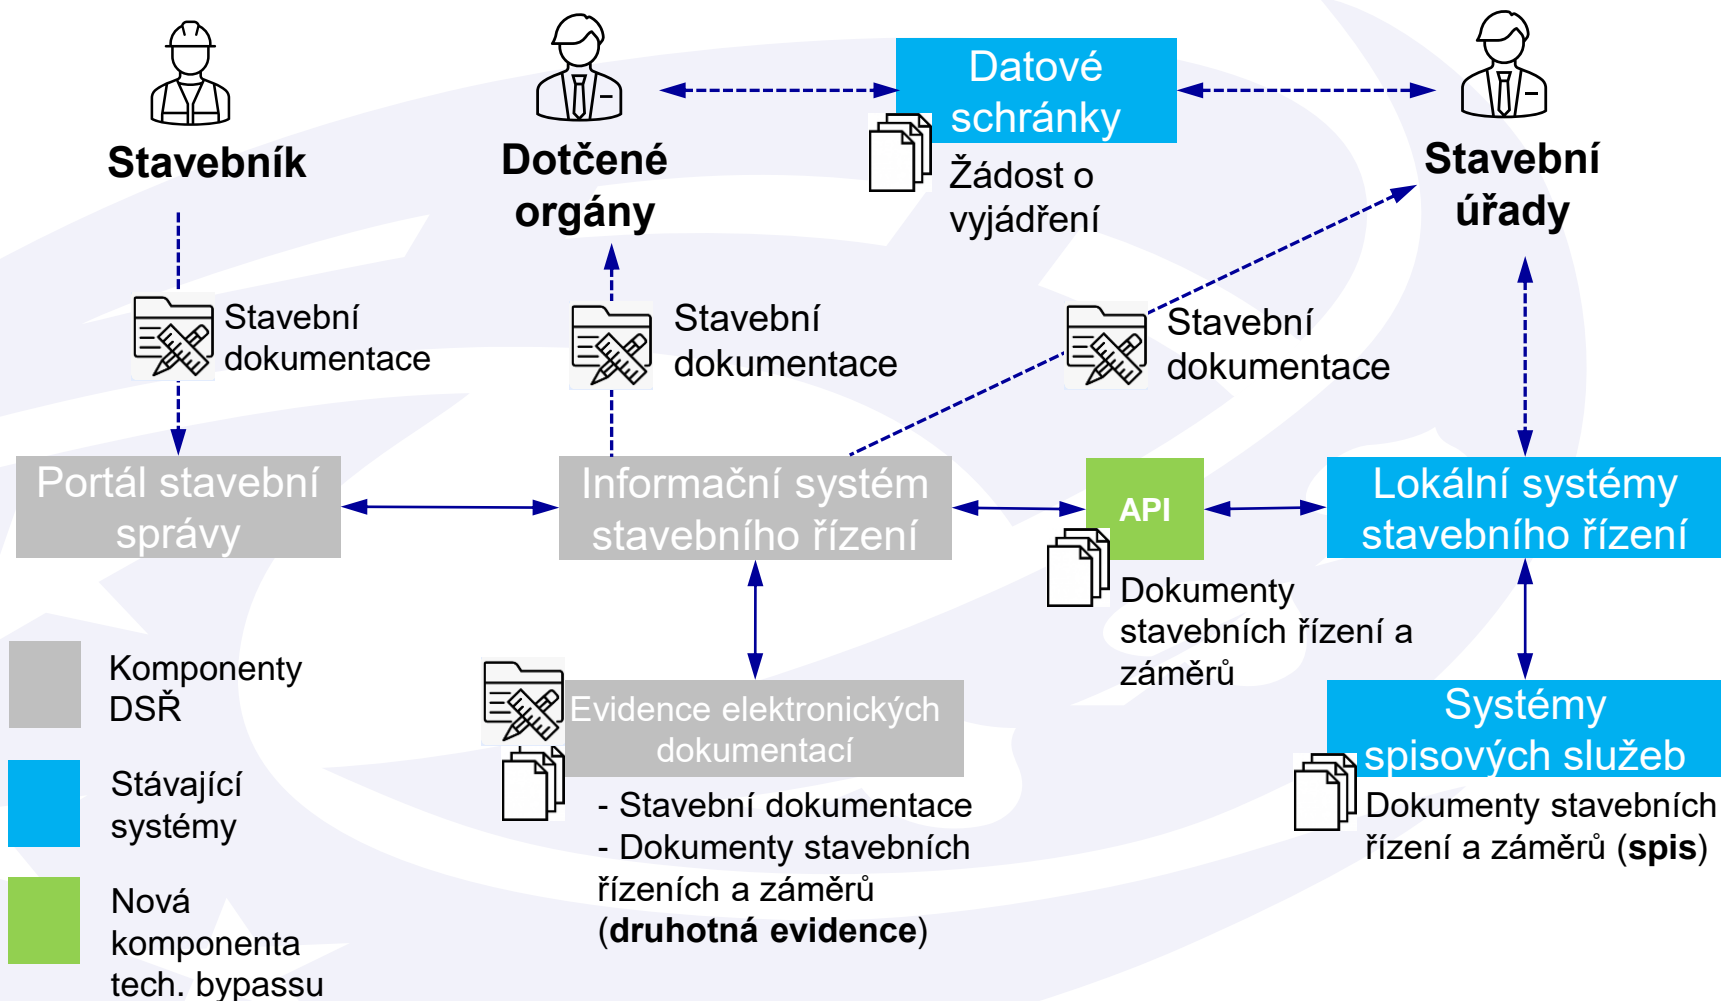 Stavebník
Dotčené
orgány
Datové
schránky
Žádost o
vyjádření
Stavební
úřady
Stavební
dokumentace
Stavební
dokumentace
Stavební
dokumentace
Portál stavební
správy
Informační systém
stavebního řízení
API
Lokální systémy
stavebního řízení
Dokumenty
stavebních řízení a
záměrů
Komponenty
DSŘ
Evidence elektronických
dokumentací
Systémy
spisových služeb
Stávající
systémy
- Stavební dokumentace
- Dokumenty stavebních
řízeních a záměrů
(druhotná evidence)
Dokumenty stavebních
řízení a záměrů (spis)
Nová
komponenta
tech. bypassu